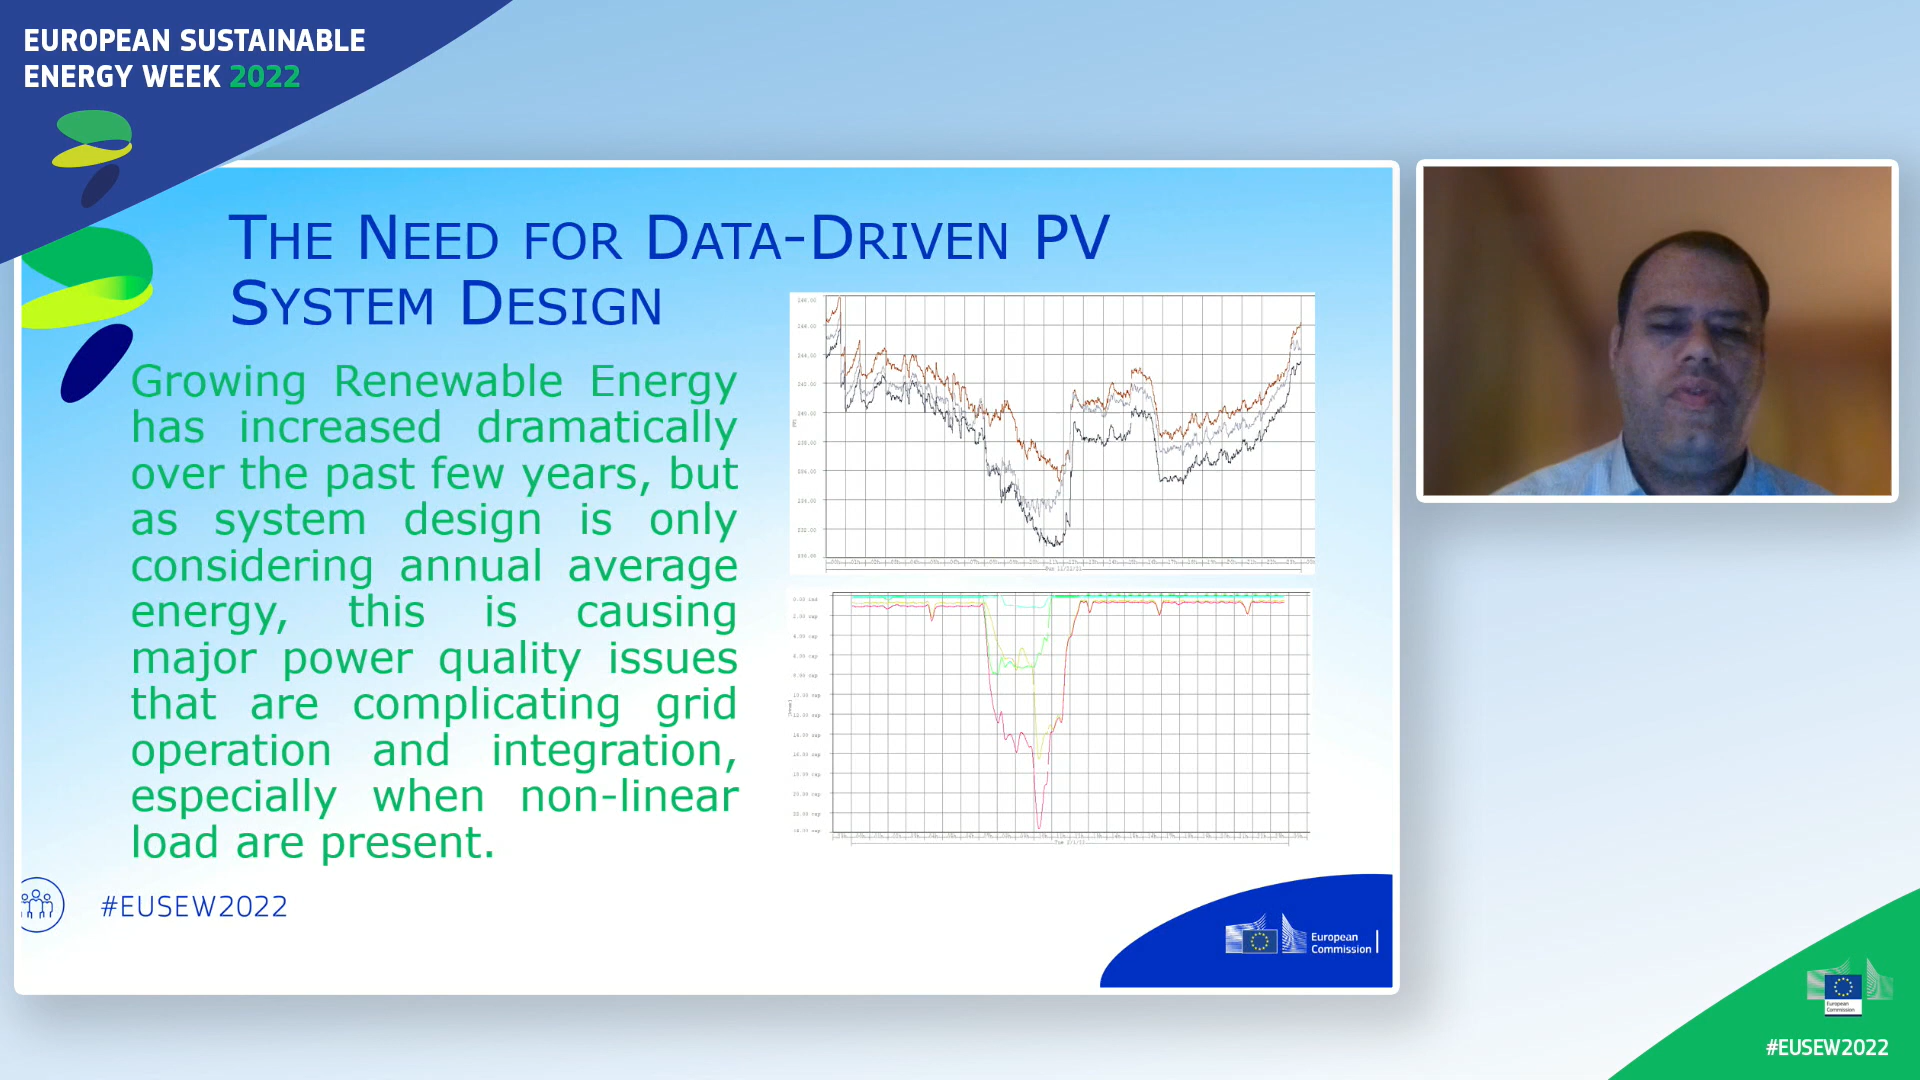 EUROPEAN SUSTAINABLE
ENERGY WEEK 2022
THE NEED FOR DATA-DRIVEN PV
SYSTEM DESIGN
Growing Renewable Energy
has increased dramatically
over the past few years, but
as system design is only
considering annual average
energy, this is causing
major power quality issues
that are complicating grid
operation and integration,
especially when non-linear
load are present.
#EUSEW2022
European
Commission
European
Commission
#EUSEW2022